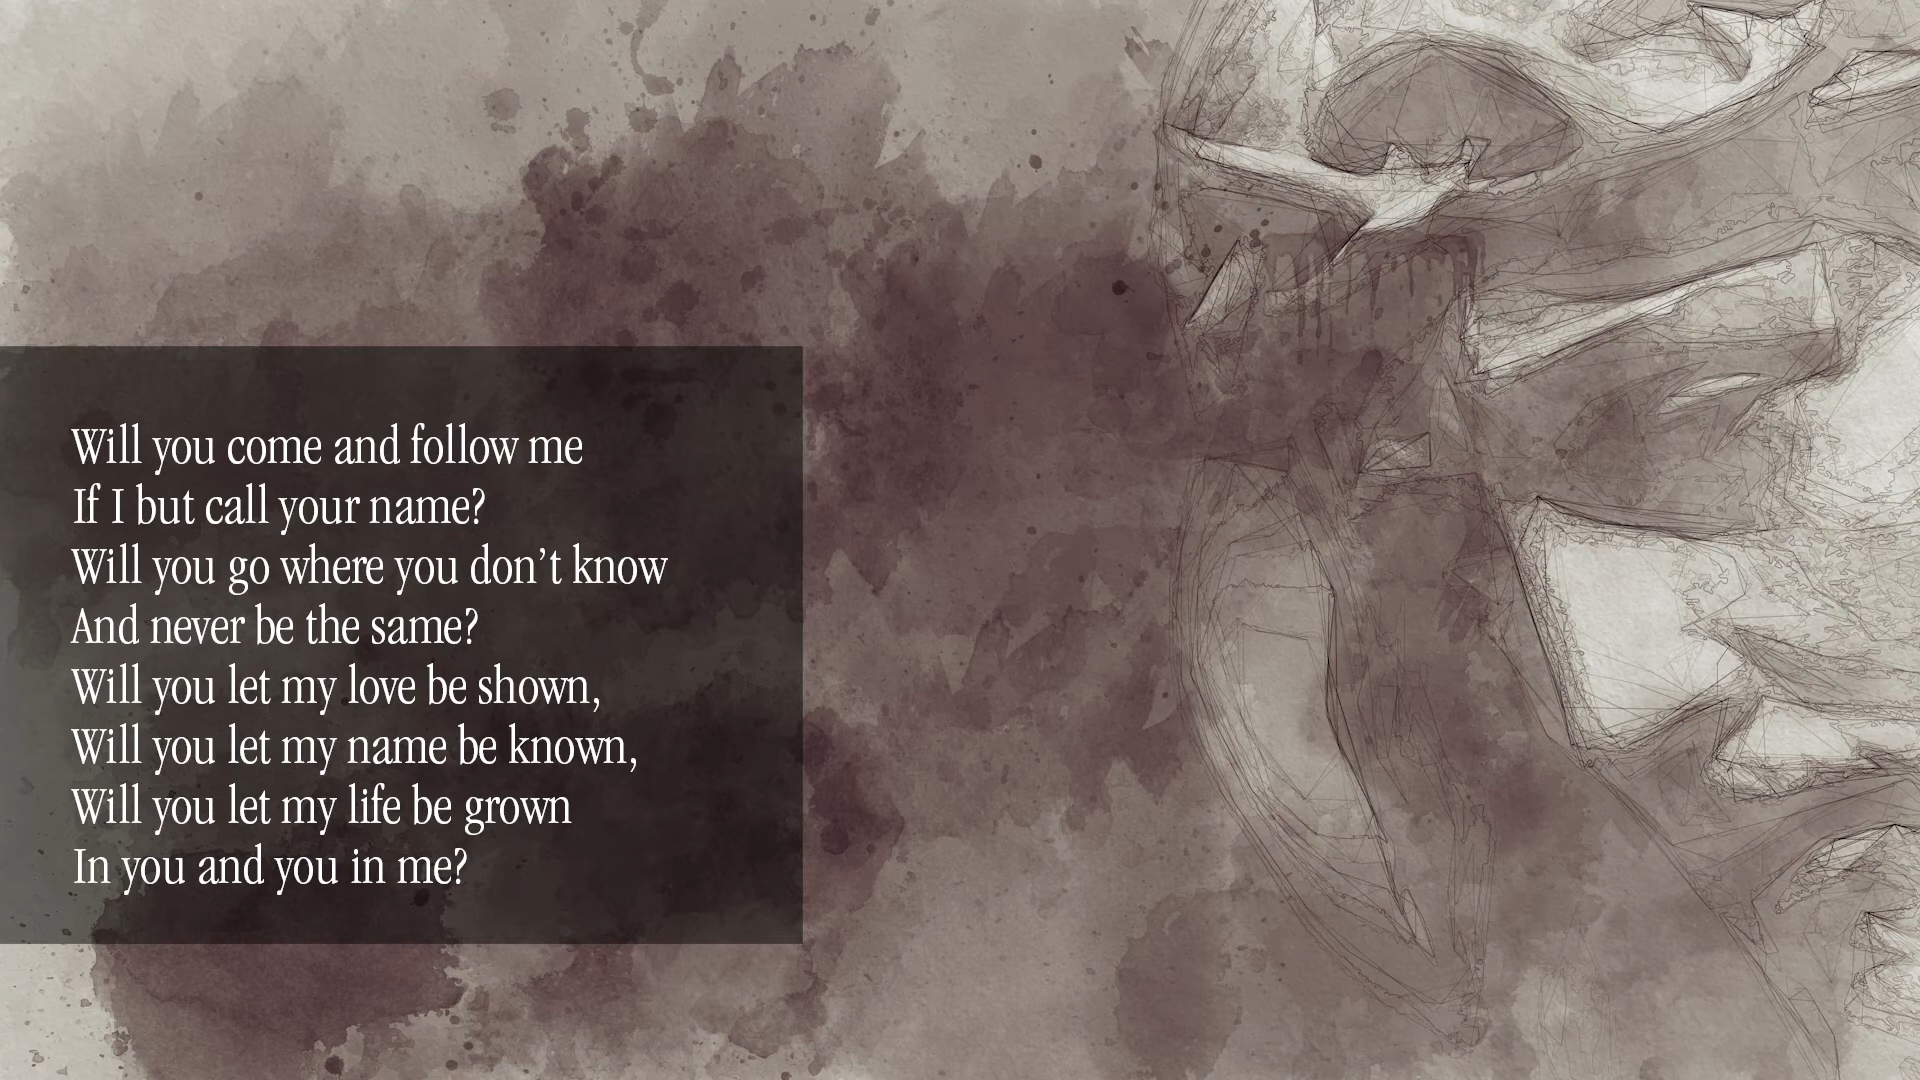 Will you come and follow me
If I but call your name?
Will you go where you don’t know
And never be the same?
Will you let my love be shown,
Will you let my name be known,
Will you let my life be grown
In you and you in me?